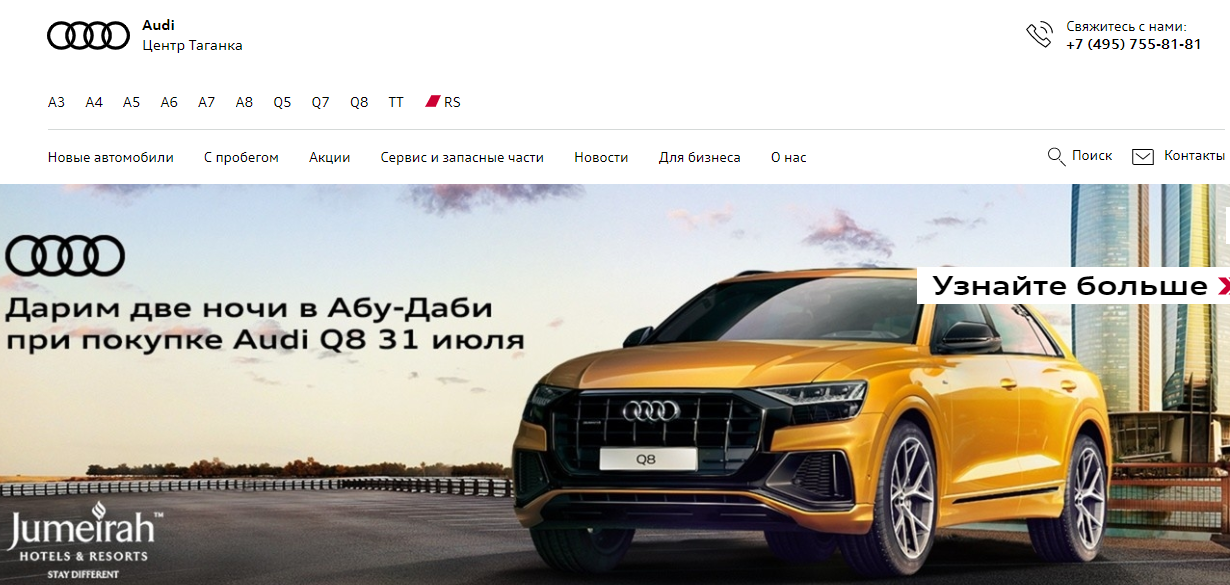 Audi
Центр Таганка
Свяжитесь с нами:
+7 (495) 755-81-81
A3 A4 A5 A6 A7 A8 Q5 Q7 Q8 TT RS
Новые автомобили С пробегом Акции Сервис и запасные части Новости Для бизнеса О нас Поиск Контакты
Узнайте больше
Дарим две ночи в Абу-Даби
при покупке Audi Q8 31 июля
Q8
Jumeirah™
HOTELS & RESORTS
STAY DIFFERENT